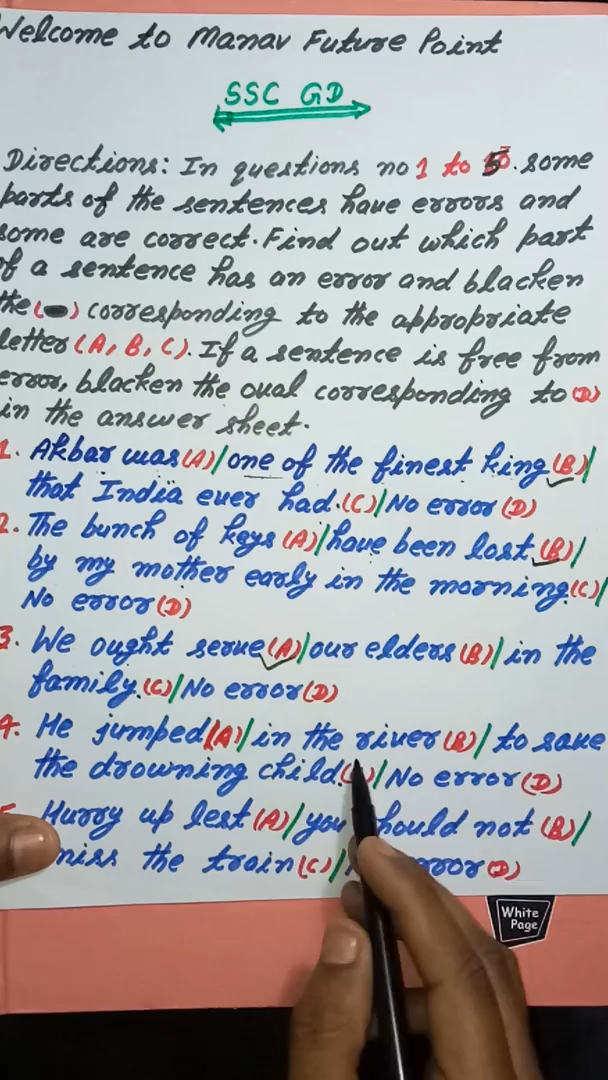 Welcome to Manav Future Point
SSC GD
Directions: In questions no 1 to 5. some
parts of the sentences have errors and
some are correct. Find out which part
of a sentence has an error and blacken
the ( ) corresponding to the appropriate
letter (A, B, C). If a sentence is free from
error, blacken the oval corresponding to (D)
in the answer sheet.
1. Akbar was (A)/one of the finest king (B)/
that India ever had. (C)/No error (D)
2. The bunch of keys (A)/have been lost (B)/
by my mother early in the morning. (C)/
No error (D)
3. We ought serve (A)/our elders (B)/in the
family. (C)/No error (D)
4. He jumped (A)/in the river (B)/to save
the drowning child. ( )/No error (D)
Hurry up lest (A)/you should not (B)/
miss the train (C)/ error (D)
White
Page